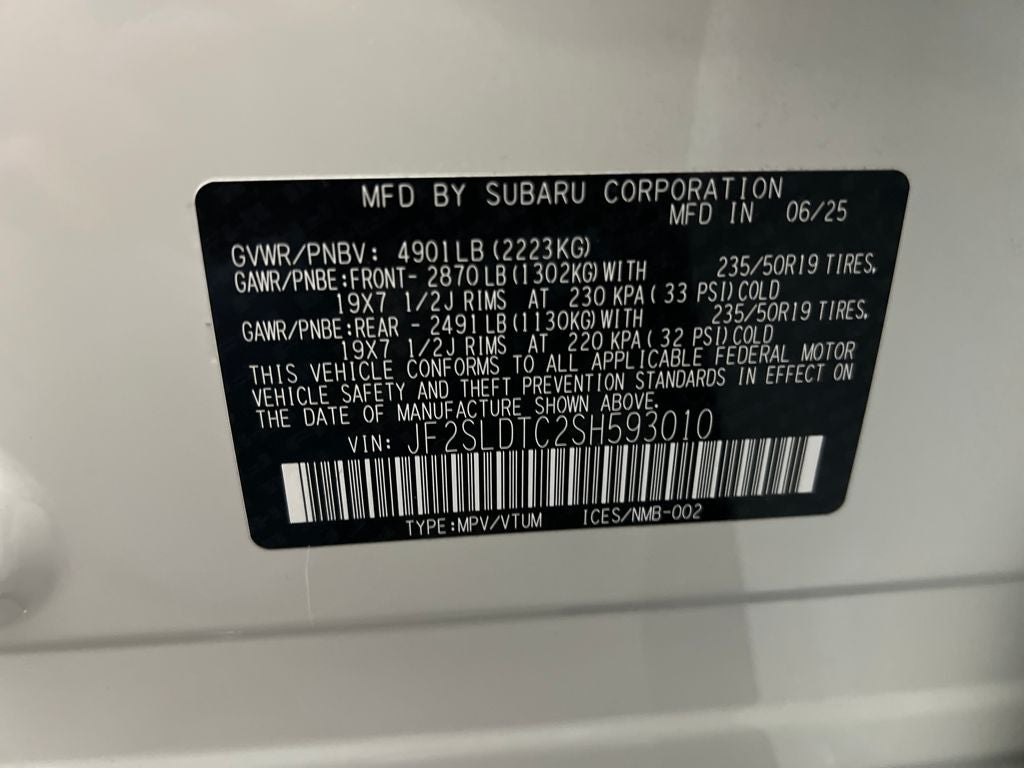 MFD BY SUBARU CORPORATION
MFD IN 06/25
GVWR/PNBV: 4901LB (2223KG)
GAWR/PNBE:FRONT- 2870LB(1302KG)WITH 235/50R19 TIRES,
19X7 1/2J RIMS AT 230 KPA( 33 PSI)COLD
GAWR/PNBE:REAR - 2491LB(1130KG)WITH 235/50R19 TIRES,
19X7 1/2J RIMS AT 220 KPA( 32 PSI)COLD
THIS VEHICLE CONFORMS TO ALL APPLICABLE FEDERAL MOTOR
VEHICLE SAFETY AND THEFT PREVENTION STANDARDS IN EFFECT ON
THE DATE OF MANUFACTURE SHOWN ABOVE.
VIN: JF2SLDTC2SH593010
TYPE:MPV/VTUM ICES/NMB-002